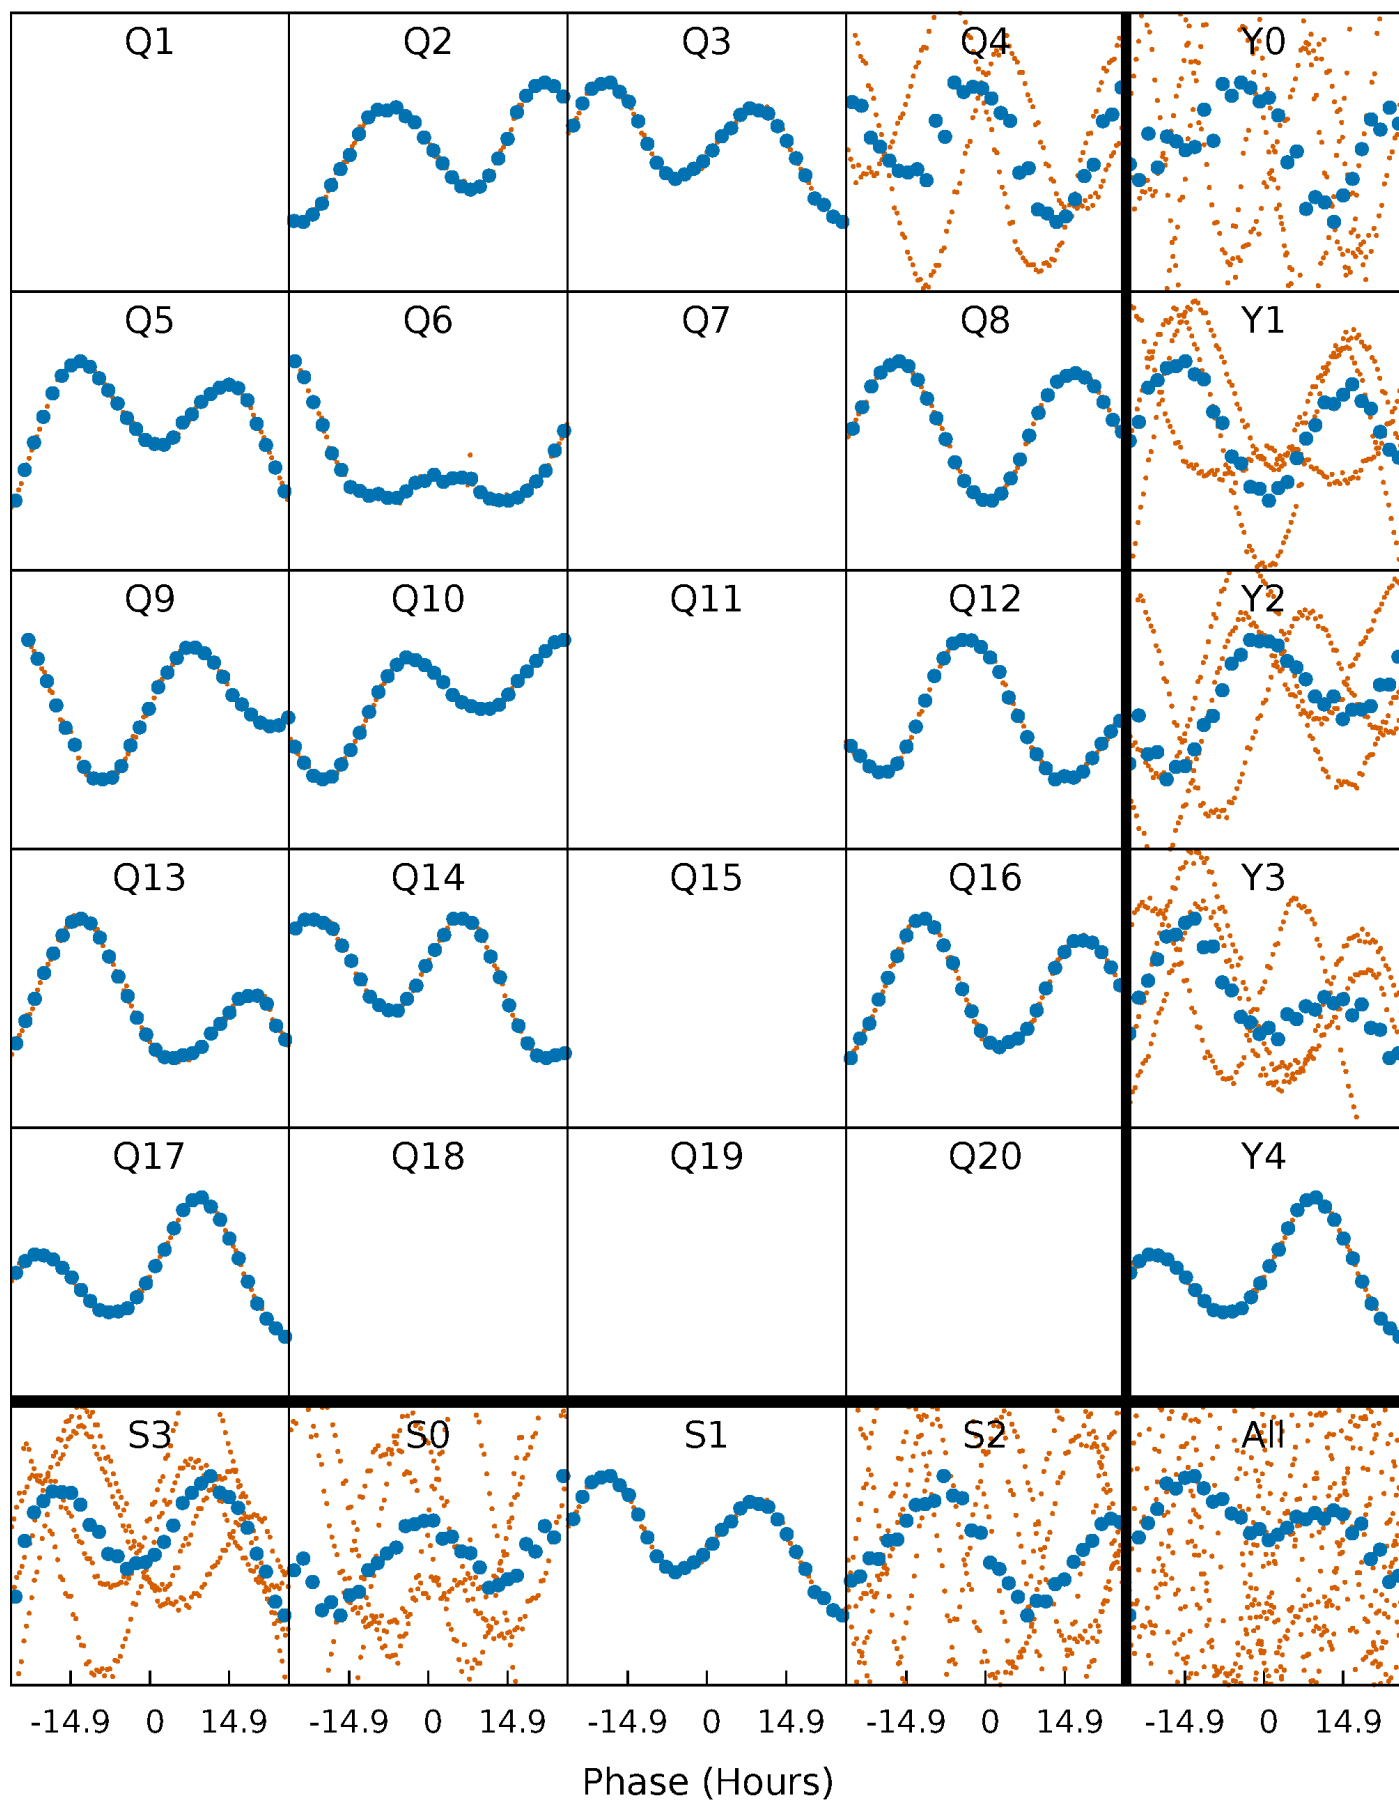 Q1 Q2 Q3 Q4 Y0
Q5 Q6 Q7 Q8 Y1
Q9 Q10 Q11 Q12 Y2
Q13 Q14 Q15 Q16 Y3
Q17 Q18 Q19 Q20 Y4
S3 S0 S1 S2 All
-14.9 0 14.9 -14.9 0 14.9 -14.9 0 14.9 -14.9 0 14.9 -14.9 0 14.9
Phase (Hours)